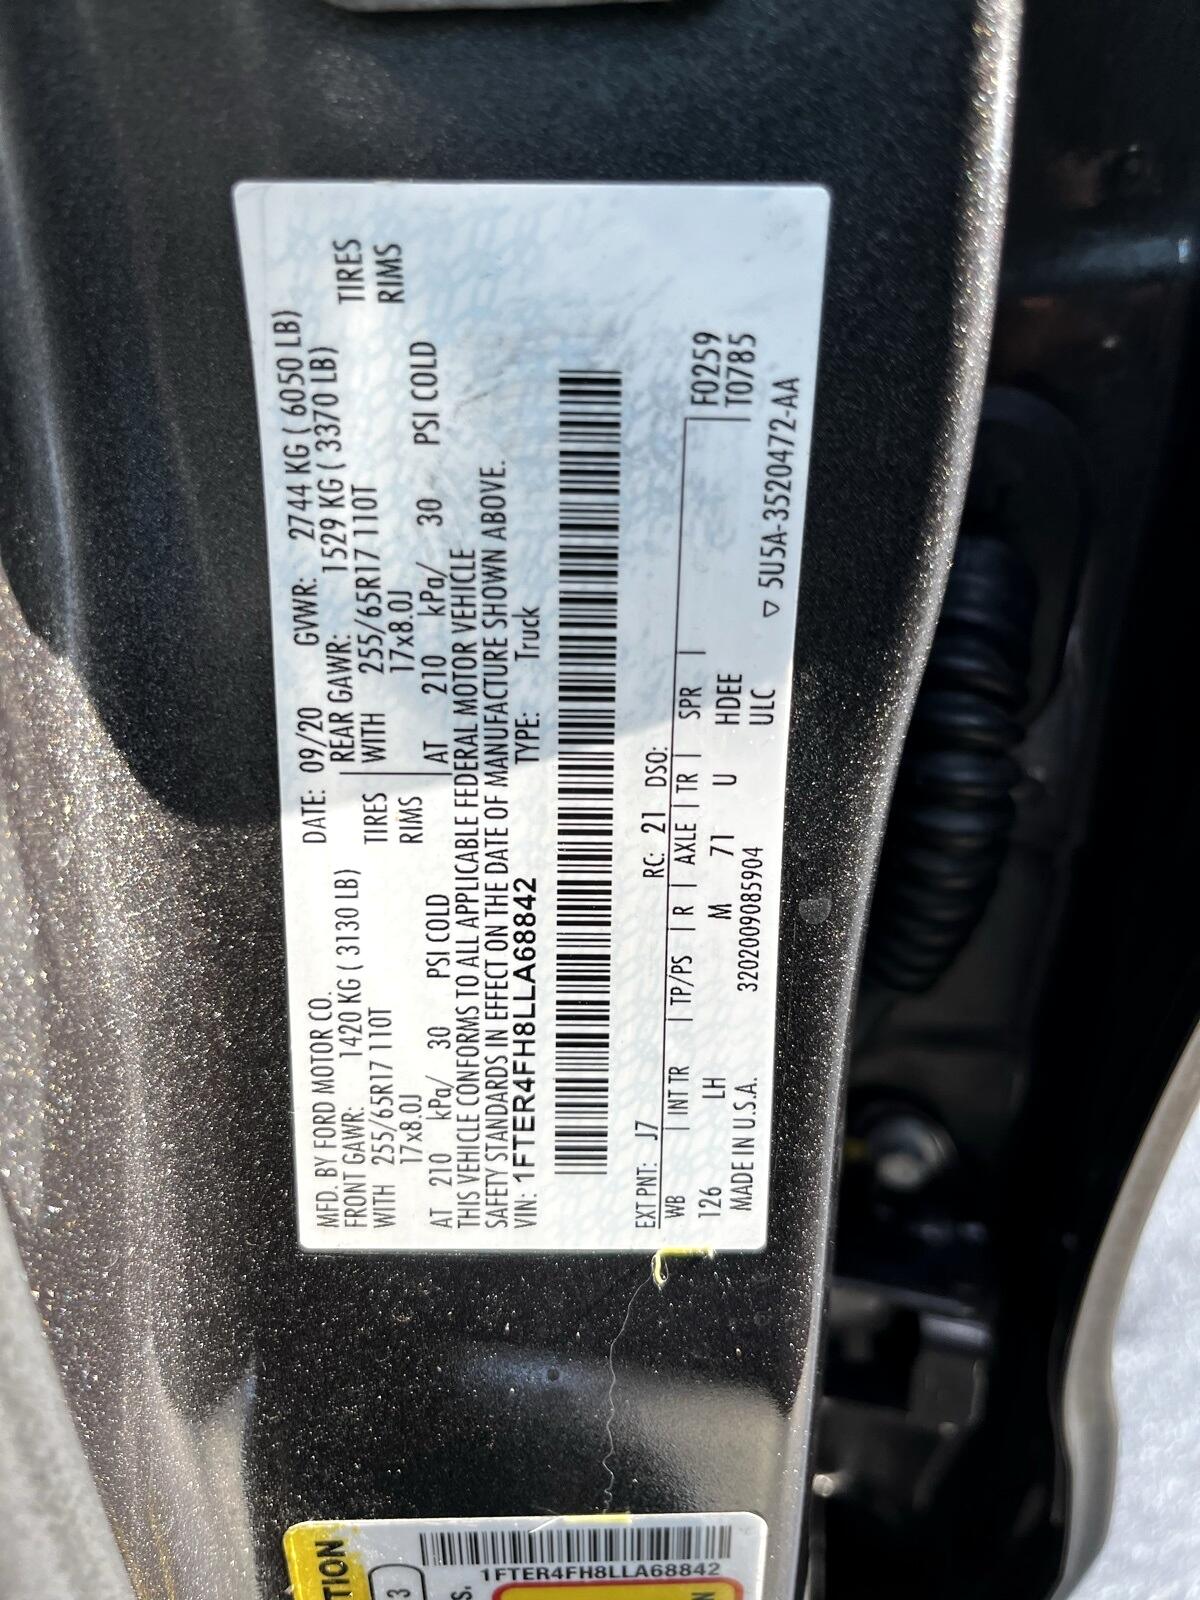 MFD. BY FORD MOTOR CO. DATE: 09/20 GVWR: 2744 KG ( 6050 LB)
FRONT GAWR: 1420 KG ( 3130 LB) REAR GAWR: 1529 KG ( 3370 LB)
WITH 255/65R17 110T TIRES WITH 255/65R17 110T TIRES
17x8.0J RIMS 17x8.0J RIMS
AT 210 kPa/ 30 PSI COLD AT 210 kPa/ 30 PSI COLD
THIS VEHICLE CONFORMS TO ALL APPLICABLE FEDERAL MOTOR VEHICLE
SAFETY STANDARDS IN EFFECT ON THE DATE OF MANUFACTURE SHOWN ABOVE.
VIN: 1FTER4FH8LLA68842 TYPE: Truck
EXT PNT: J7 RC: 21 DSO:
WB INT TR TP/PS R AXLE TR SPR F0259
126 LH M 71 U HDEE T0785
MADE IN U.S.A. 3202009085904 ULC
▽ 5U5A-3520472-AA
1FTER4FH8LLA68842